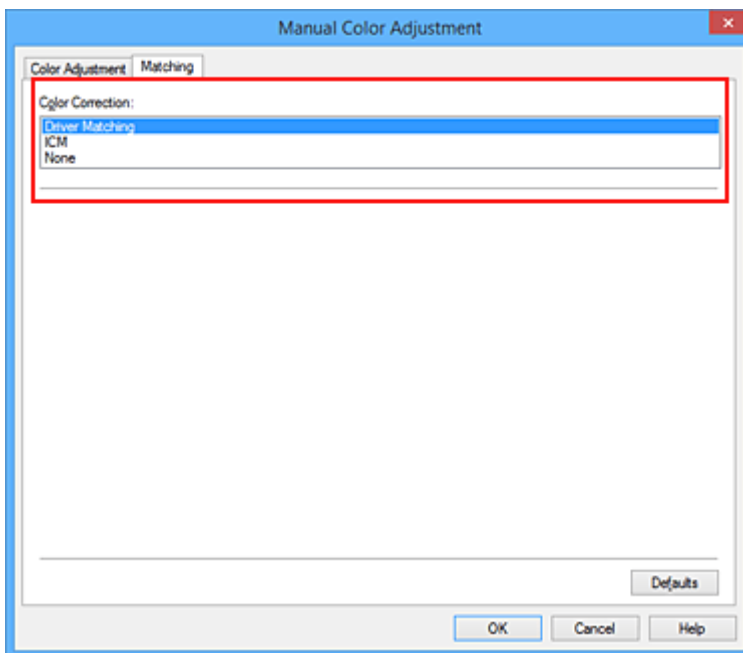 Manual Color Adjustment
Color Adjustment Matching
Color Correction:
Driver Matching
ICM
None
Defaults
OK Cancel Help